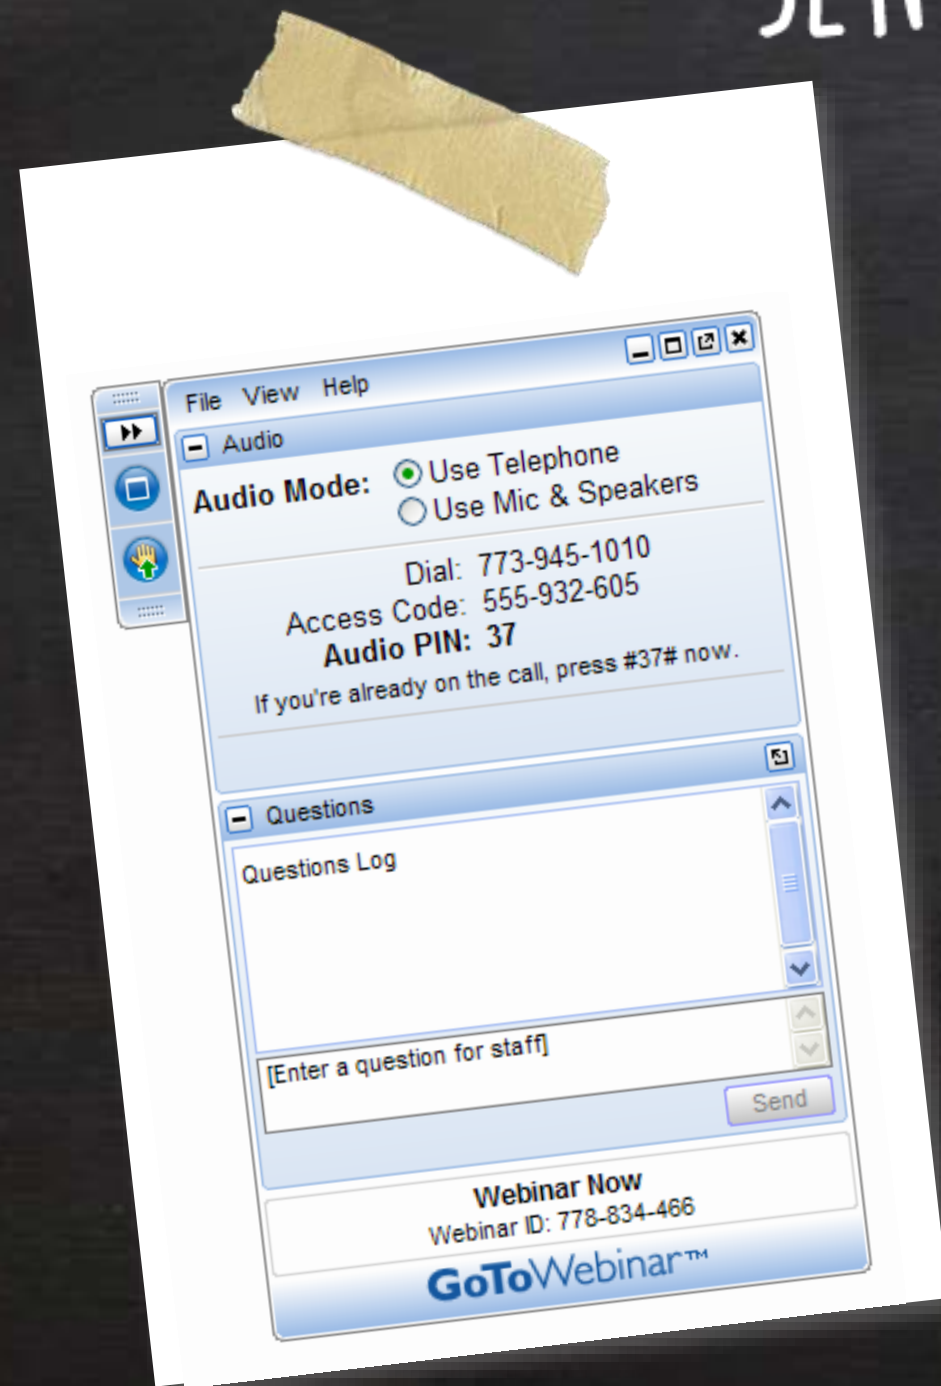 File View Help
Audio
Audio Mode: Use Telephone
Use Mic & Speakers
Dial: 773-945-1010
Access Code: 555-932-605
Audio PIN: 37
If you're already on the call, press #37# now.
Questions
Questions Log
[Enter a question for staff]
Send
Webinar Now
Webinar ID: 778-834-466
GoToWebinar™